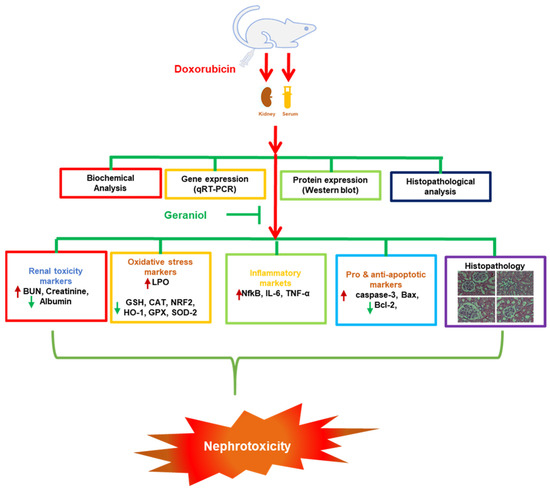 Doxorubicin
Kidney Serum
Biochemical
Analysis
Gene expression
(qRT-PCR)
Protein expression
(Western blot)
Histopathological
analysis
Geraniol
Renal toxicity
markers
BUN, Creatinine,
Albumin
Oxidative stress
markers
LPO
GSH, CAT, NRF2,
HO-1, GPX, SOD-2
Inflammatory
markets
NfkB, IL-6, TNF-α
Pro & anti-apoptotic
markers
caspase-3, Bax,
Bcl-2,
Histopathology
Nephrotoxicity